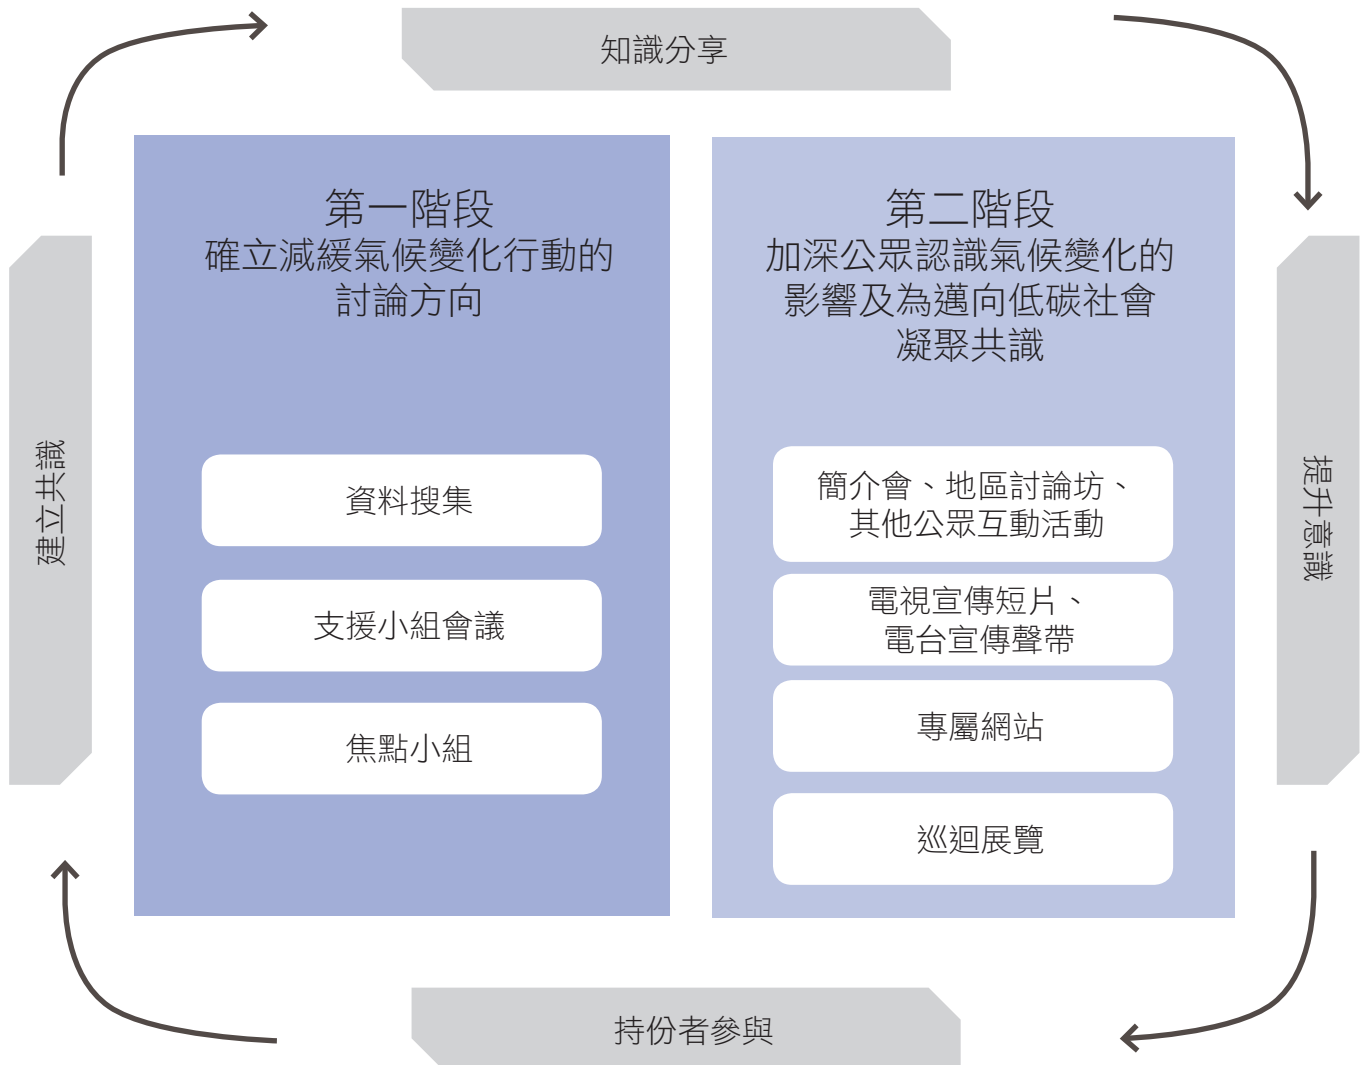 知識分享
第一階段
確立減緩氣候變化行動的
討論方向
資料搜集
支援小組會議
焦點小組
第二階段
加深公眾認識氣候變化的
影響及為邁向低碳社會
凝聚共識
簡介會、地區討論坊、
其他公眾互動活動
電視宣傳短片、
電台宣傳聲帶
專屬網站
巡迴展覽
建立共識
提升意識
持份者參與